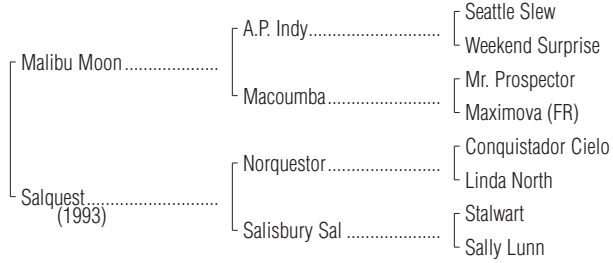 Seattle Slew
A.P. Indy
Weekend Surprise
Malibu Moon
Mr. Prospector
Macoumba
Maximova (FR)
Conquistador Cielo
Norquestor
Linda North
Salquest
(1993)
Stalwart
Salisbury Sal
Sally Lunn